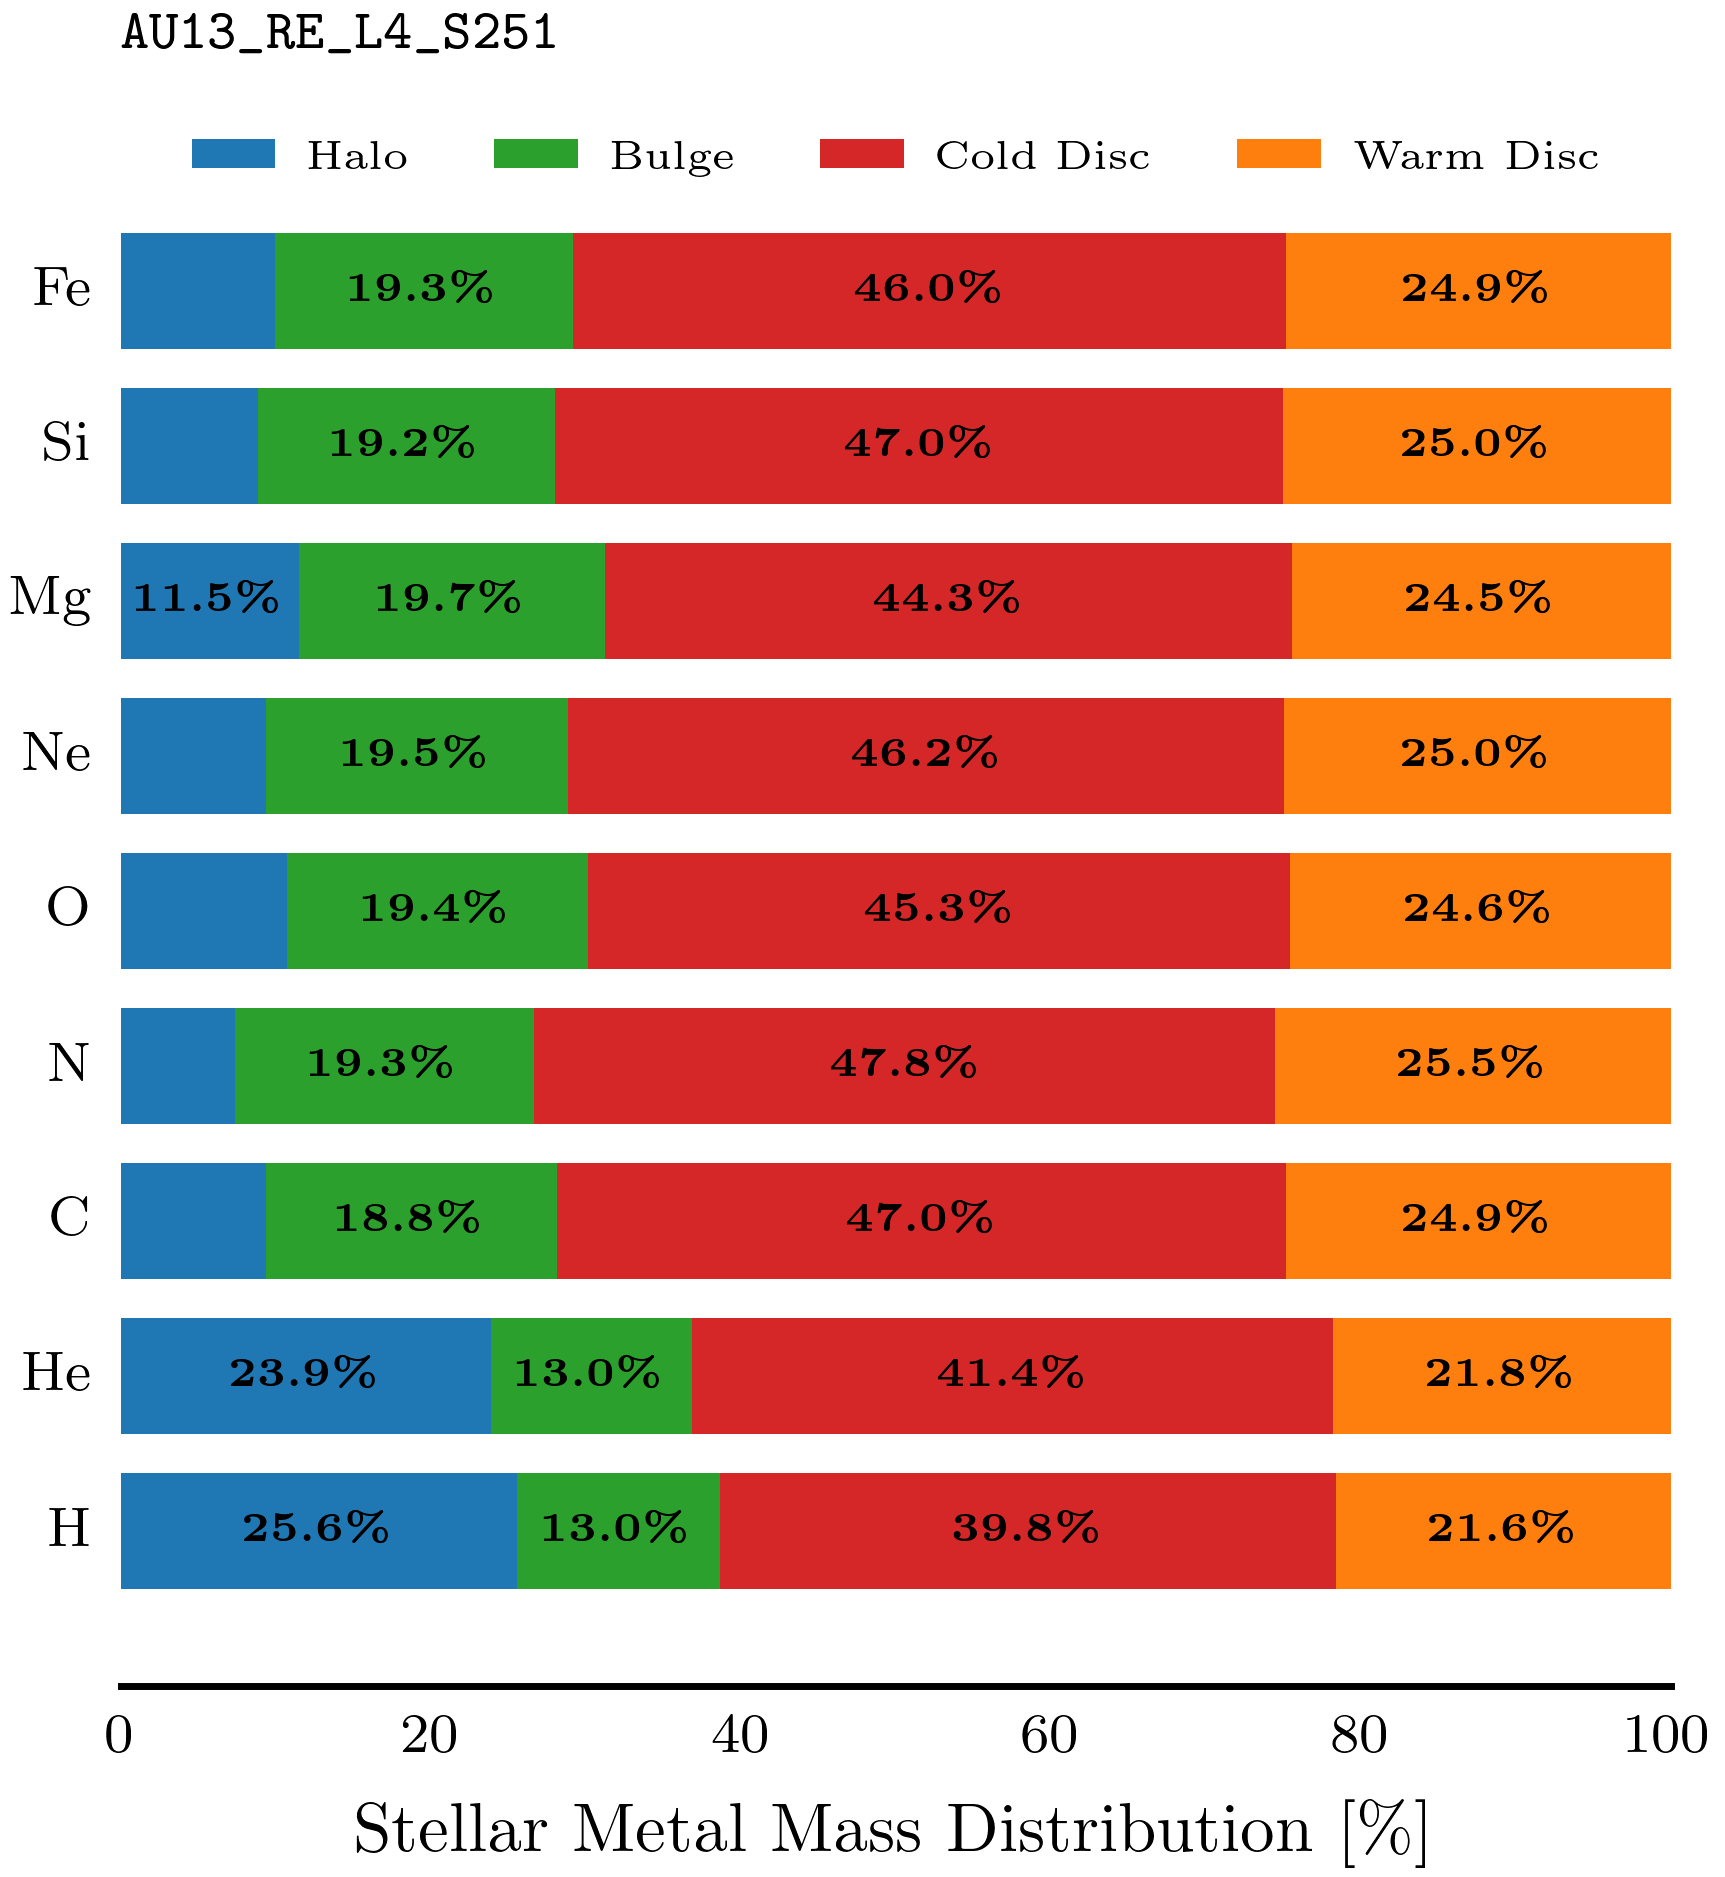 AU13_RE_L4_S251
Halo Bulge Cold Disc Warm Disc
Fe 19.3% 46.0% 24.9%
Si 19.2% 47.0% 25.0%
Mg 11.5% 19.7% 44.3% 24.5%
Ne 19.5% 46.2% 25.0%
O 19.4% 45.3% 24.6%
N 19.3% 47.8% 25.5%
C 18.8% 47.0% 24.9%
He 23.9% 13.0% 41.4% 21.8%
H 25.6% 13.0% 39.8% 21.6%
0 20 40 60 80 100
Stellar Metal Mass Distribution [%]